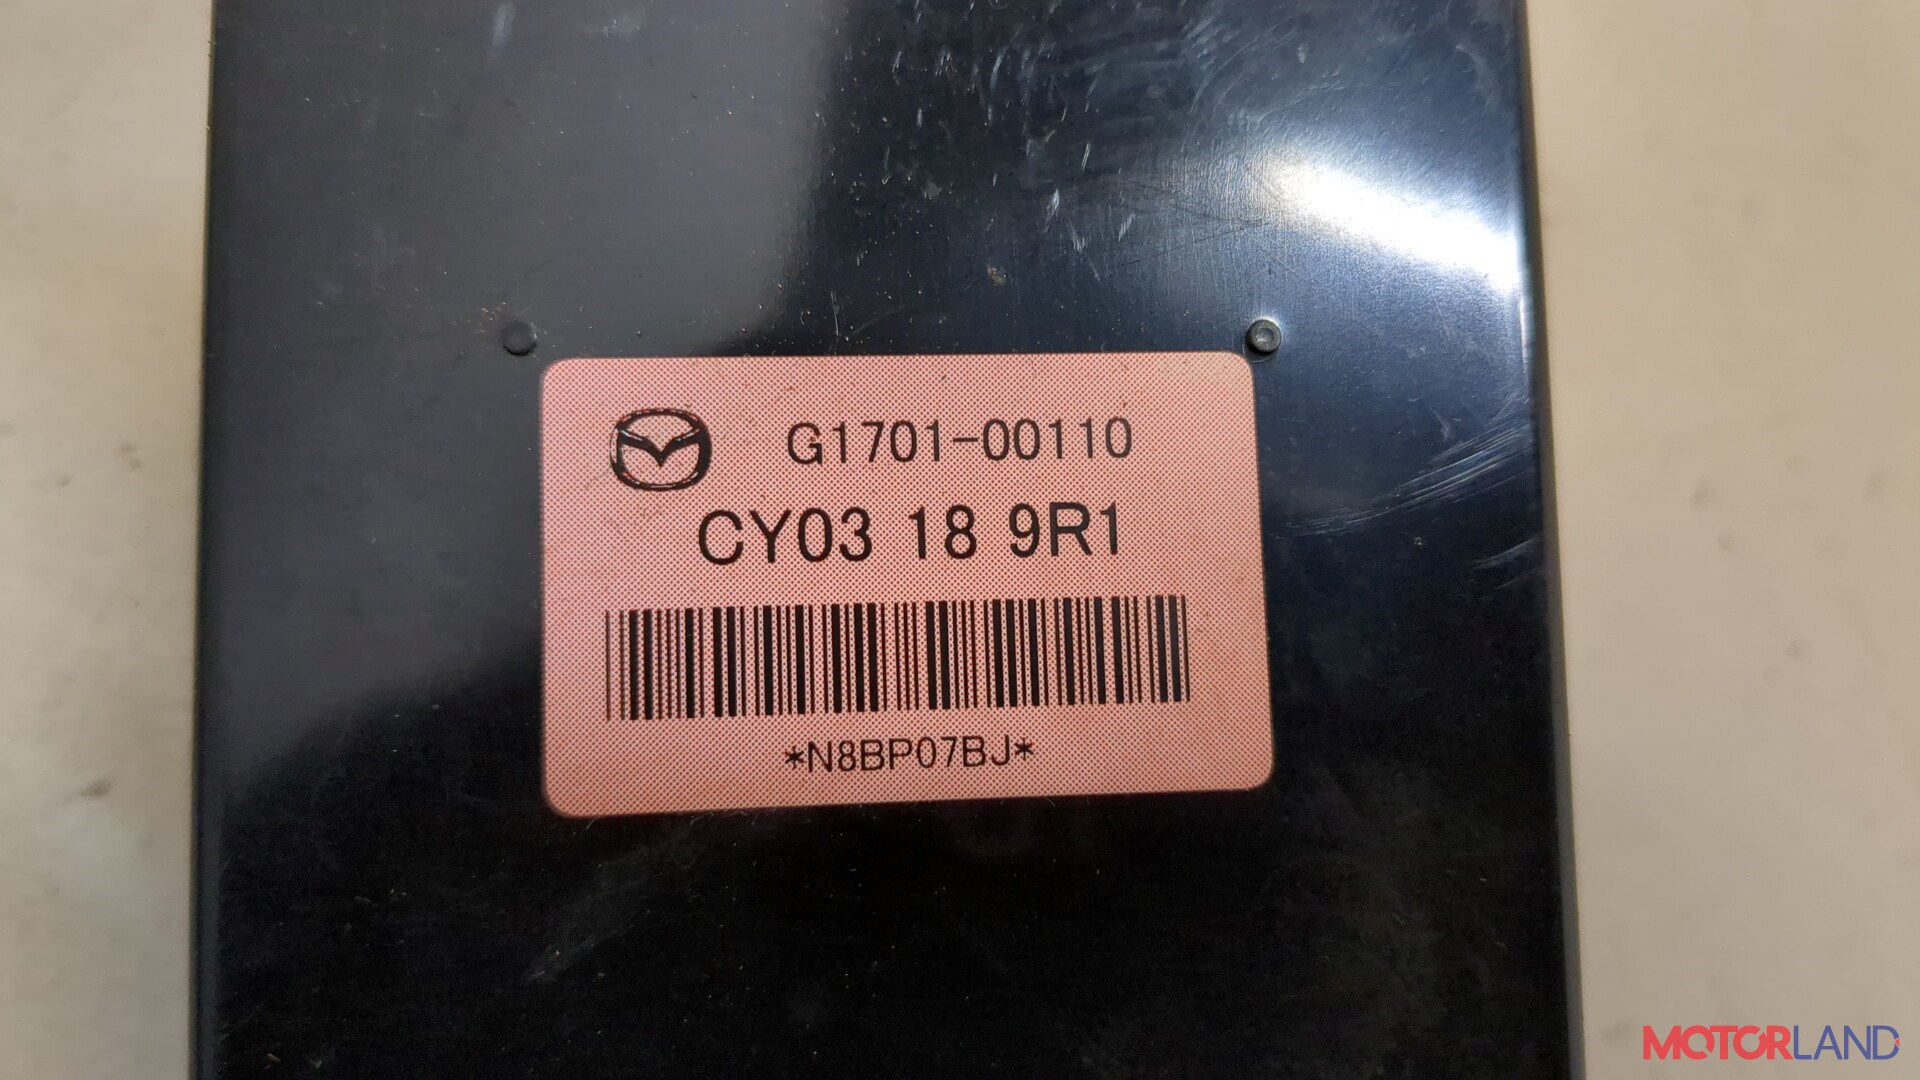 G1701-00110
CY03 18 9R1
*N8BP07BJ*
MOTORLAND